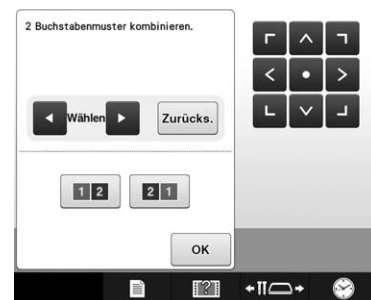 2 Buchstabenmuster kombinieren.
Wählen
Zurücks.
1 2
2 1
OK
?